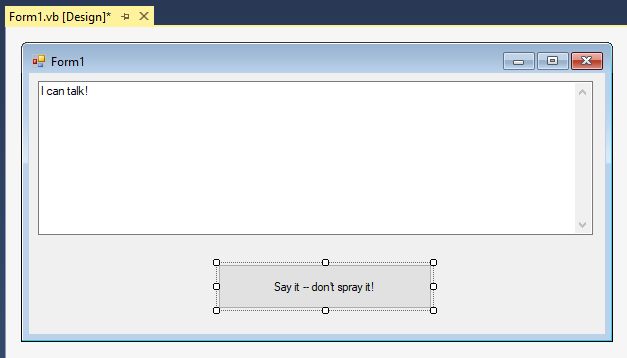 Form1.vb [Design]*
Form1
I can talk!
Say it -- don't spray it!